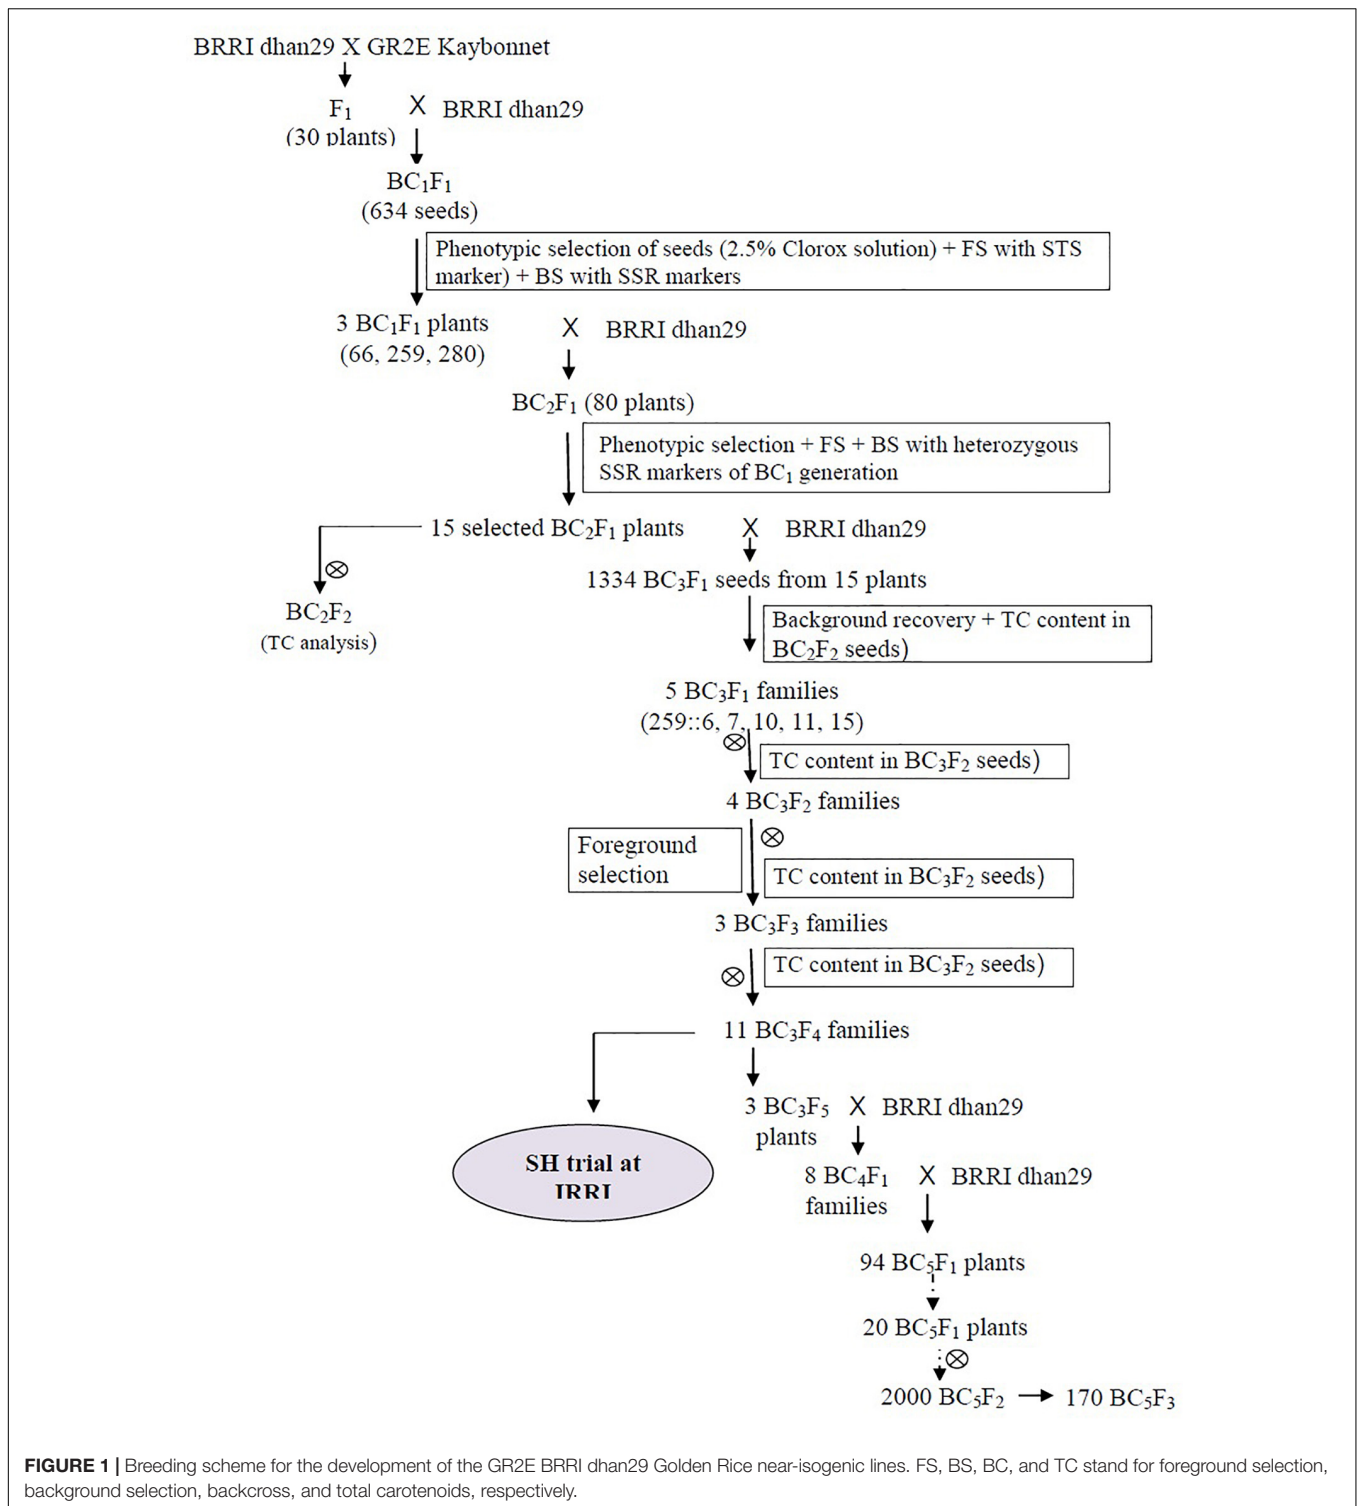 BRRI dhan29 X GR2E Kaybonnet
F₁ X BRRI dhan29
(30 plants)
BC₁F₁
(634 seeds)
Phenotypic selection of seeds (2.5% Clorox solution) + FS with STS
marker) + BS with SSR markers
3 BC₁F₁ plants X BRRI dhan29
(66, 259, 280)
BC₂F₁ (80 plants)
Phenotypic selection + FS + BS with heterozygous
SSR markers of BC₁ generation
15 selected BC₂F₁ plants X BRRI dhan29
1334 BC₃F₁ seeds from 15 plants
BC₂F₂
(TC analysis)
Background recovery + TC content in
BC₂F₂ seeds)
5 BC₃F₁ families
(259::6, 7, 10, 11, 15)
TC content in BC₃F₂ seeds)
4 BC₃F₂ families
Foreground
selection
TC content in BC₃F₂ seeds)
3 BC₃F₃ families
TC content in BC₃F₂ seeds)
11 BC₃F₄ families
3 BC₃F₅ X BRRI dhan29
plants
SH trial at
IRRI
8 BC₄F₁ X BRRI dhan29
families
94 BC₅F₁ plants
20 BC₅F₁ plants
2000 BC₅F₂ → 170 BC₅F₃
FIGURE 1 | Breeding scheme for the development of the GR2E BRRI dhan29 Golden Rice near-isogenic lines. FS, BS, BC, and TC stand for foreground selection,
background selection, backcross, and total carotenoids, respectively.